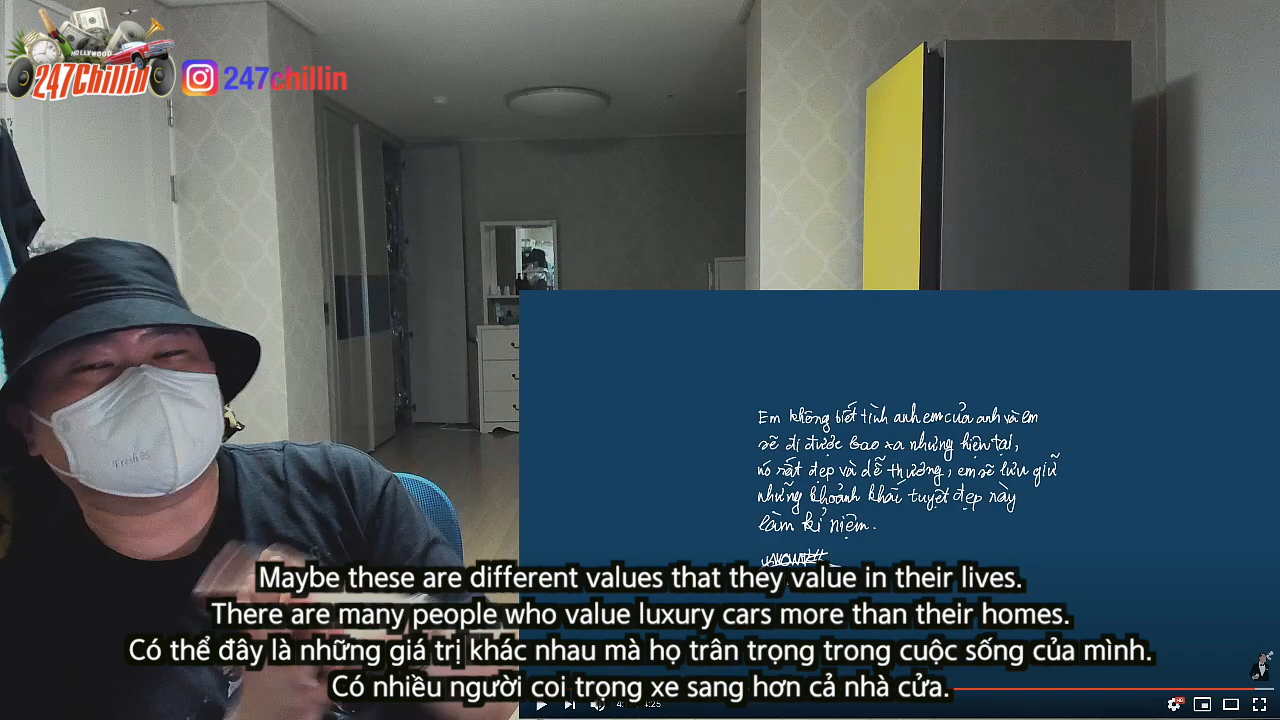 HOLLYWOOD
247Chillin
247chillin
Fresh
Em không biết tình anh em của anh và em
sẽ đi được bao xa nhưng hiện tại,
nó rất đẹp và dễ thương, em sẽ lưu giữ
những khoảnh khắc tuyệt đẹp này
làm kỉ niệm.
Maybe these are different values that they value in their lives.
There are many people who value luxury cars more than their homes.
Có thể đây là những giá trị khác nhau mà họ trân trọng trong cuộc sống của mình.
Có nhiều người coi trọng xe sang hơn cả nhà cửa.
HD